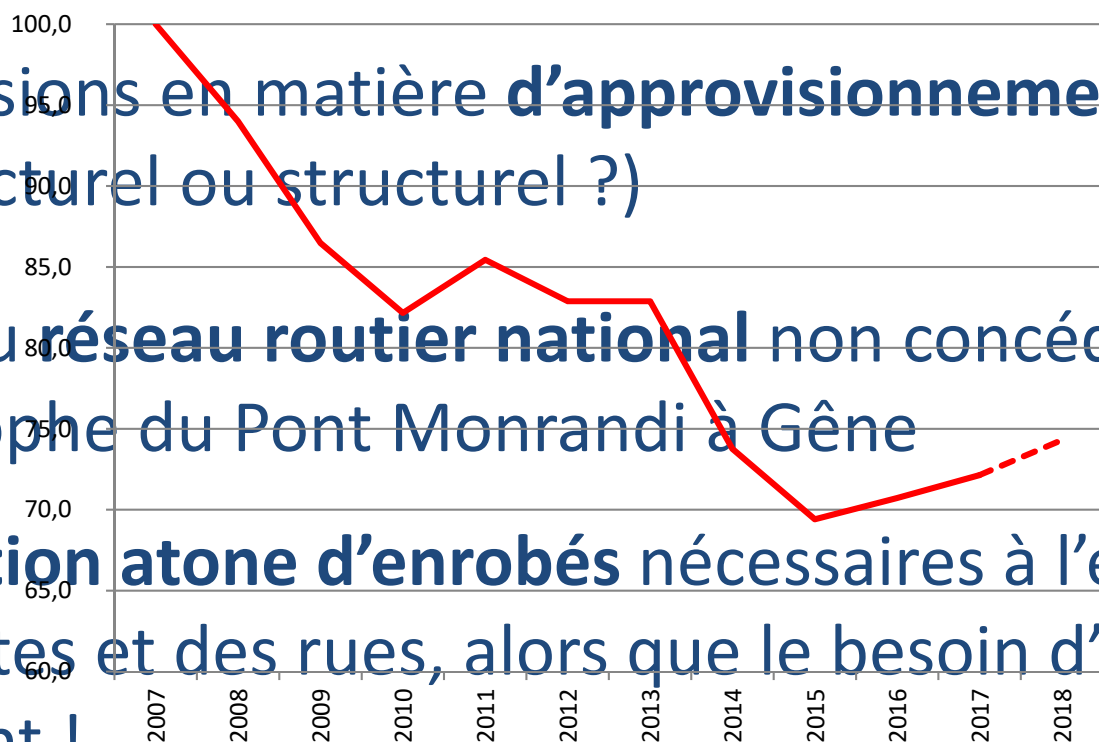 100,0
sions en matière d’approvisionneme
95,0
cturel ou structurel ?)
90,0
85,0
u réseau routier national non concéd
80,0
ophe du Pont Monrandi à Gêne
75,0
70,0
tion atone d’enrobés nécessaires à l’e
65,0
tes et des rues, alors que le besoin d’
60,0
2007 2008 2009 2010 2011 2012 2013 2014 2015 2016 2017 2018
nt !